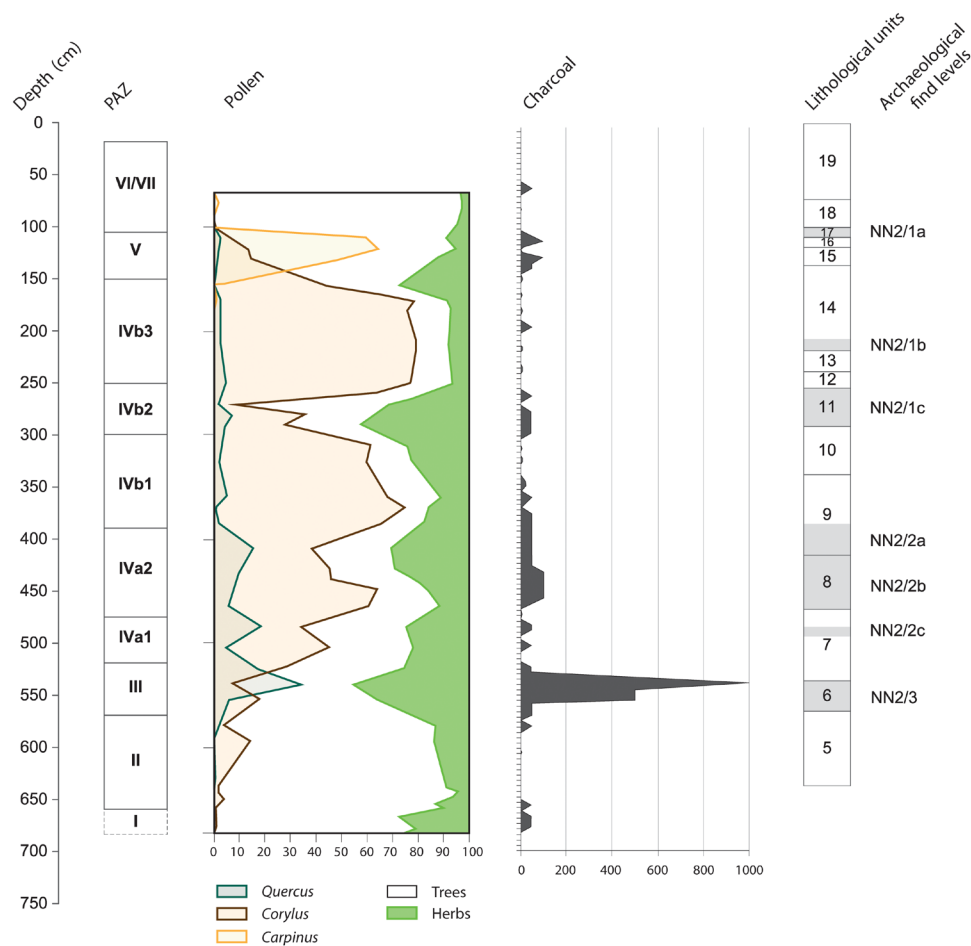 Depth (cm)
PAZ
Pollen
Charcoal
Lithological units
Archaeological
find levels
0
50
100
150
200
250
300
350
400
450
500
550
600
650
700
750
VI/VII
V
IVb3
IVb2
IVb1
IVa2
IVa1
III
II
I
0 10 20 30 40 50 60 70 80 90 100
0 200 400 600 800 1000
19
18
17
16
15
14
13
12
11
10
9
8
7
6
5
NN2/1a
NN2/1b
NN2/1c
NN2/2a
NN2/2b
NN2/2c
NN2/3
Quercus
Corylus
Carpinus
Trees
Herbs